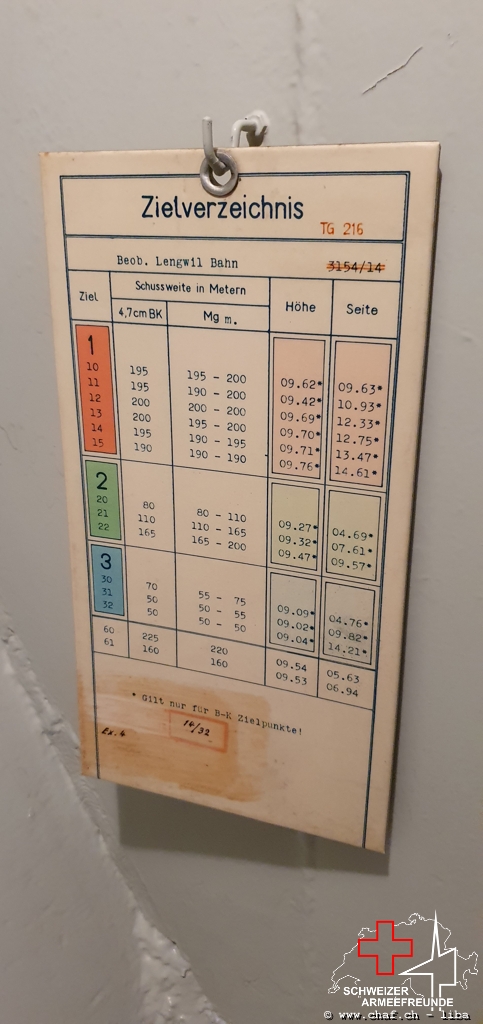 Zielverzeichnis
TG 216
Beob. Lengwil Bahn 3154/14
Ziel Schussweite in Metern Höhe Seite
4,7cm BK Mg m.
1
10 195 195 - 200 09.62* 09.63*
11 195 190 - 200 09.42* 10.93*
12 200 200 - 200 09.69* 12.33*
13 200 195 - 200 09.70* 12.75*
14 195 190 - 195 09.71* 13.47*
15 190 190 - 190 09.76* 14.61*
2
20 80 80 - 110 09.27* 04.69*
21 110 110 - 165 09.32* 07.61*
22 165 165 - 200 09.47* 09.57*
3
30 70 55 - 75 09.09* 04.76*
31 50 50 - 55 09.02* 09.82*
32 50 50 - 50 09.04* 14.21*
60 225 220 09.54 05.63
61 160 160 09.53 06.94
* Gilt nur für B-K Zielpunkte!
Ex. 4 14/32
SCHWEIZER
ARMEEFREUNDE
© www.chaf.ch - liba